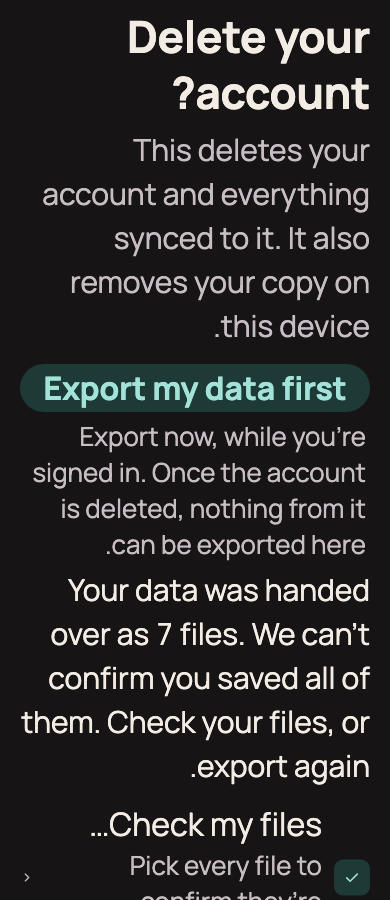 Delete your
account?
This deletes your
account and everything
synced to it. It also
removes your copy on
this device.
Export my data first
Export now, while you're
signed in. Once the account
is deleted, nothing from it
can be exported here.
Your data was handed
over as 7 files. We can't
confirm you saved all of
them. Check your files, or
export again.
Check my files…
Pick every file to
confirm they're